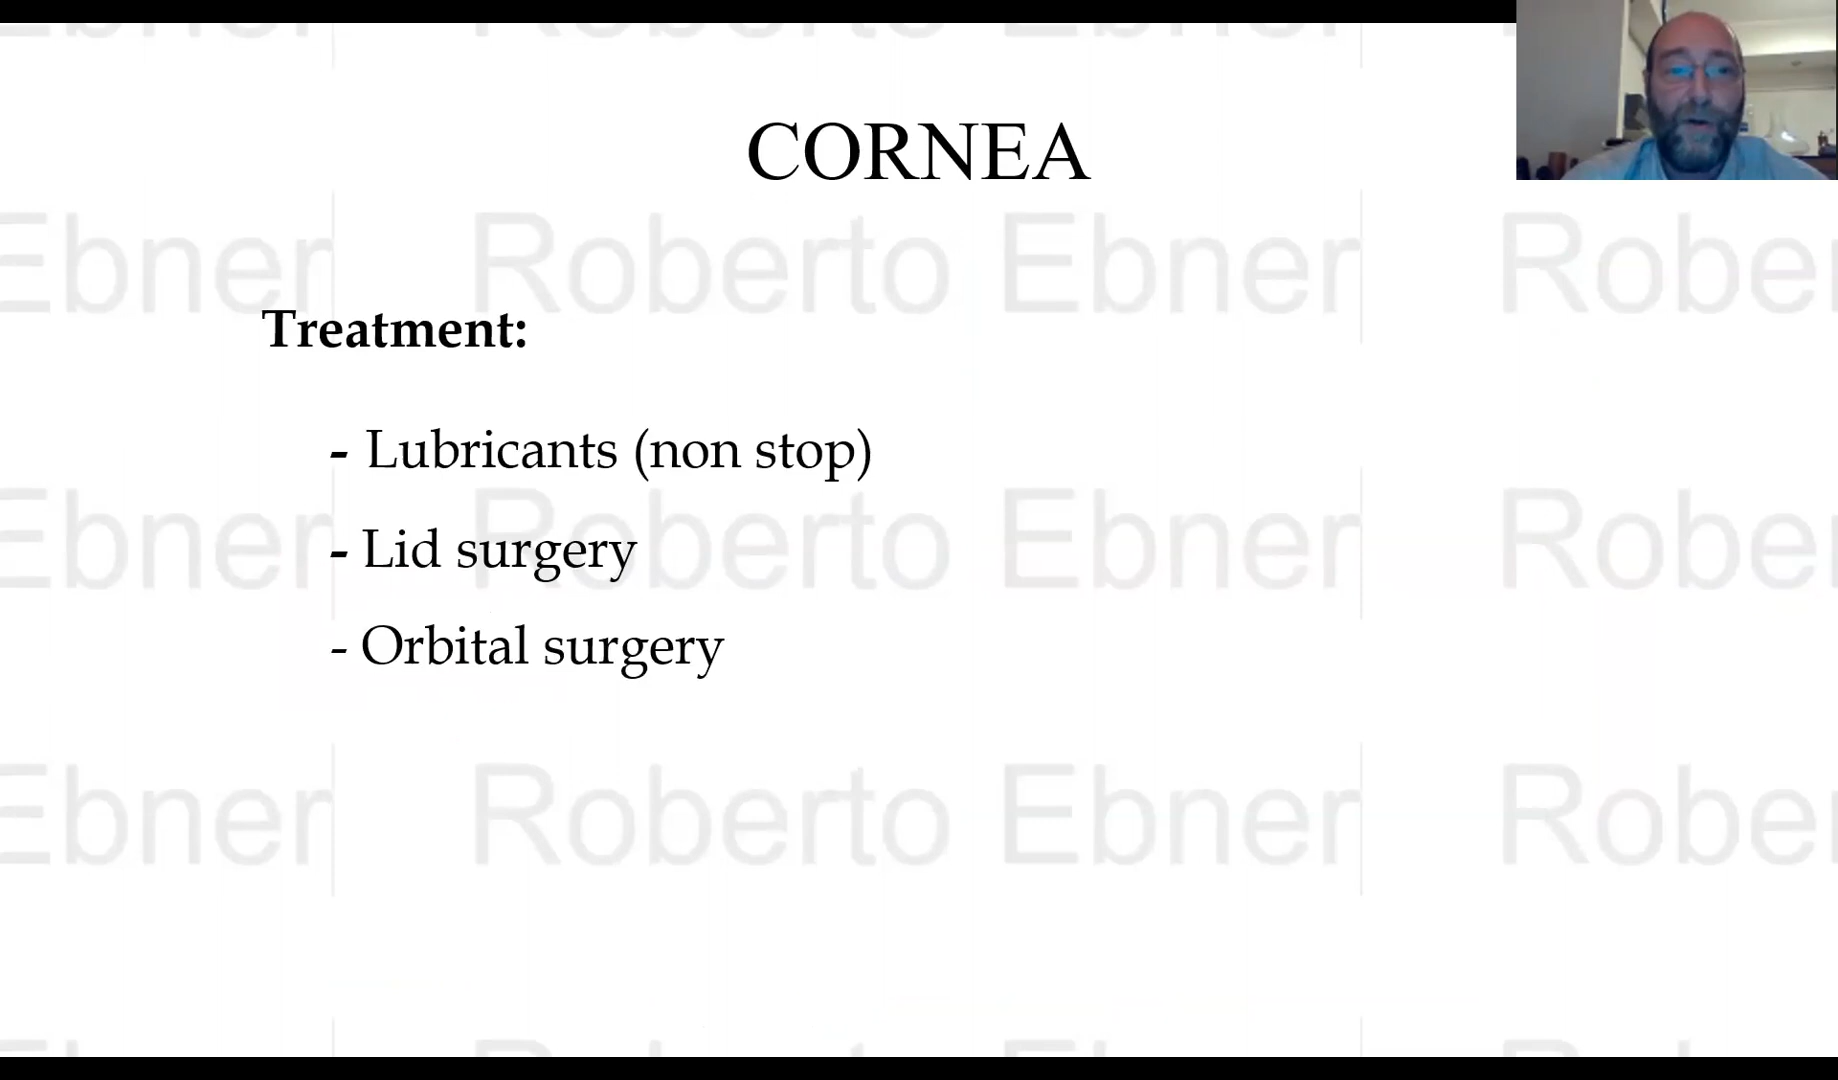 CORNEA
Ebner Roberto Ebner Rober
Treatment:
- Lubricants (non stop)
Ebner Roberto Ebner Rober
- Lid surgery
- Orbital surgery
Ebner Roberto Ebner Rober